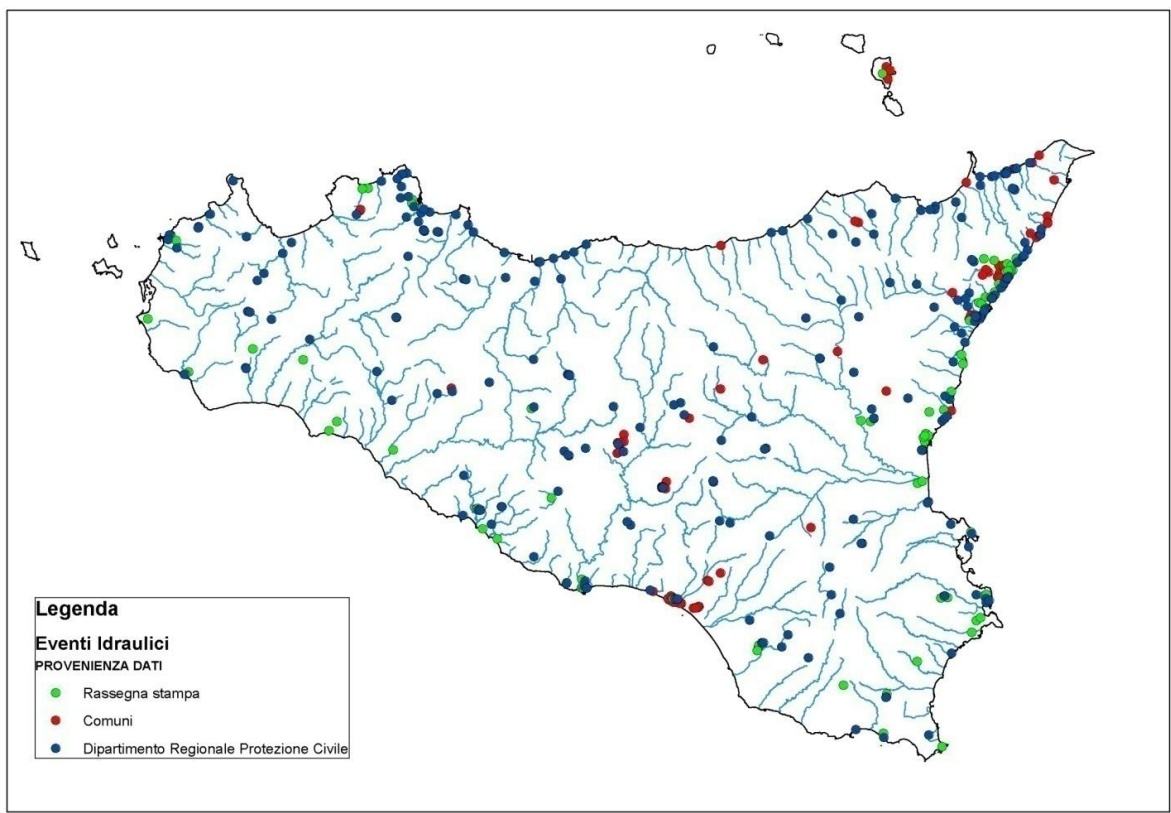 Legenda
Eventi Idraulici
PROVENIENZA DATI
Rassegna stampa
Comuni
Dipartimento Regionale Protezione Civile